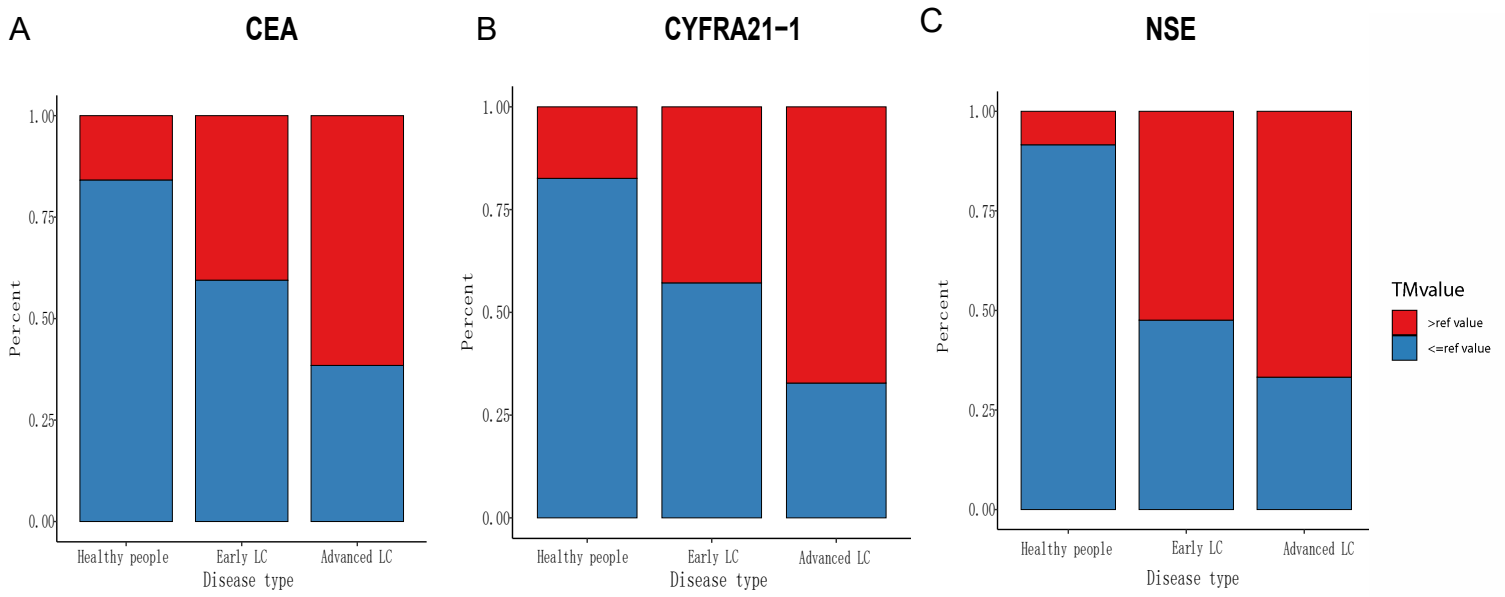 A
CEA
1.00
0.75
0.50
0.25
0.00
Percent
Healthy people
Early LC
Advanced LC
Disease type
B
CYFRA21−1
1.00
0.75
0.50
0.25
0.00
Percent
Healthy people
Early LC
Advanced LC
Disease type
C
NSE
1.00
0.75
0.50
0.25
0.00
Percent
Healthy people
Early LC
Advanced LC
Disease type
TMvalue
>ref value
<=ref value